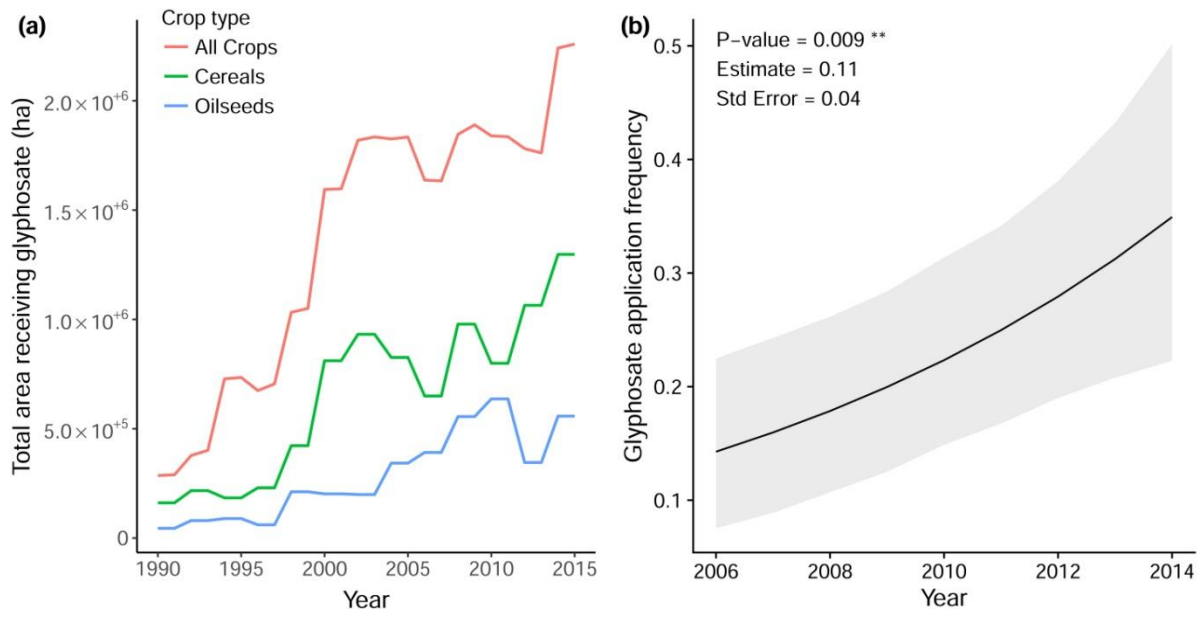 (a)
Crop type
All Crops
Cereals
Oilseeds
Total area receiving glyphosate (ha)
2.0 × 10⁺⁶
1.5 × 10⁺⁶
1.0 × 10⁺⁶
5.0 × 10⁺⁵
0
1990 1995 2000 2005 2010 2015
Year
(b)
P−value = 0.009 **
Estimate = 0.11
Std Error = 0.04
Glyphosate application frequency
0.5
0.4
0.3
0.2
0.1
2006 2008 2010 2012 2014
Year